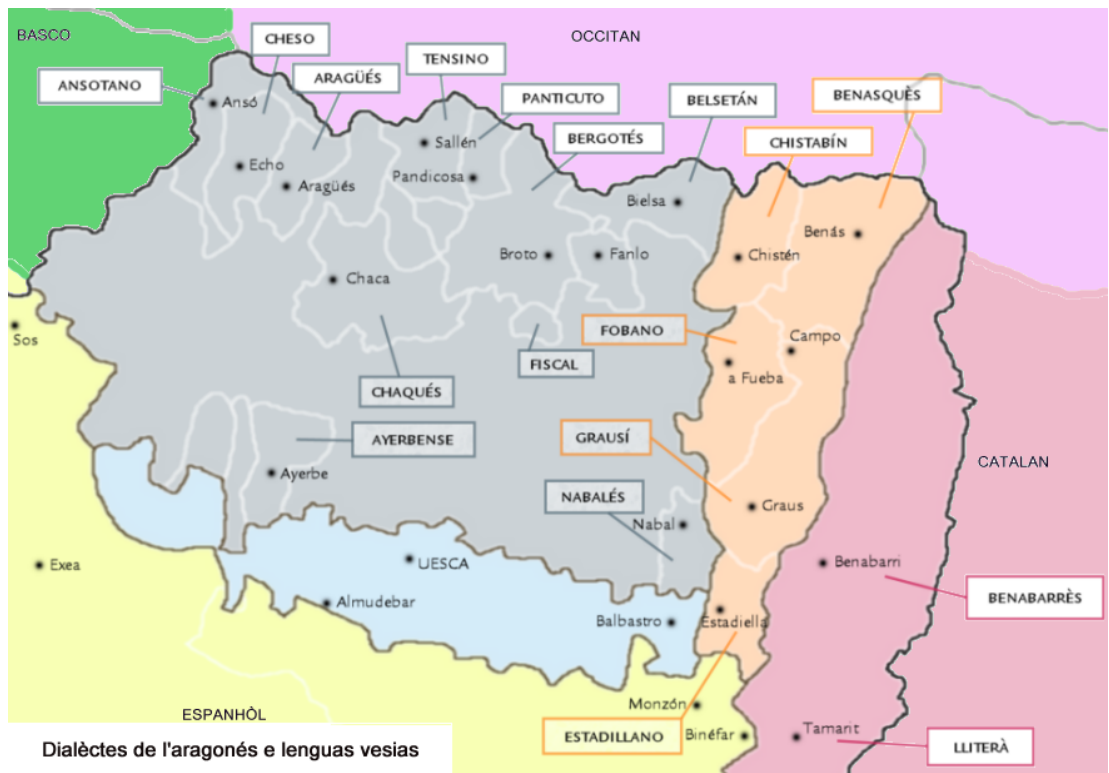 BASCO
CHESO
OCCITAN
TENSINO
ANSOTANO
ARAGÜÉS
PANTICUTO
BELSETÁN
BENASQUÈS
Ansó
BERGOTÉS
CHISTABÍN
Sallén
Echo
Pandicosa
Aragüés
Bielsa
Benás
Broto
Fanlo
Chistén
Chaca
Sos
FOBANO
Campo
FISCAL
a Fueba
CHAQUÉS
AYERBENSE
GRAUSÍ
CATALAN
Ayerbe
NABALÉS
Graus
Nabal
Exea
UESCA
Benabarri
BENABARRÈS
Almudebar
Balbastro
Estadiella
Monzón
ESPANHÒL
ESTADILLANO
Binéfar
Tamarit
LLITERÀ
Dialèctes de l'aragonés e lenguas vesias